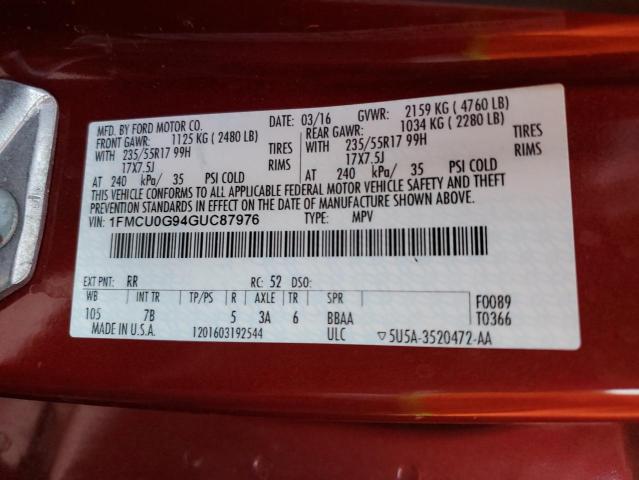 MFD. BY FORD MOTOR CO. DATE: 03/16 GVWR: 2159 KG ( 4760 LB)
FRONT GAWR: 1125 KG ( 2480 LB) REAR GAWR: 1034 KG ( 2280 LB)
WITH 235/55R17 99H TIRES WITH 235/55R17 99H TIRES
17X7.5J RIMS 17X7.5J RIMS
AT 240 kPa/ 35 PSI COLD AT 240 kPa/ 35 PSI COLD
THIS VEHICLE CONFORMS TO ALL APPLICABLE FEDERAL MOTOR VEHICLE SAFETY AND THEFT
PREVENTION STANDARDS IN EFFECT ON THE DATE OF MANUFACTURE SHOWN ABOVE.
VIN: 1FMCU0G94GUC87976 TYPE: MPV
EXT PNT: RR RC: 52 DSO:
WB INT TR TP/PS R AXLE TR SPR F0089
105 7B 5 3A 6 BBAA T0366
MADE IN U.S.A. 1201603192544 ULC ▽5U5A-3520472-AA